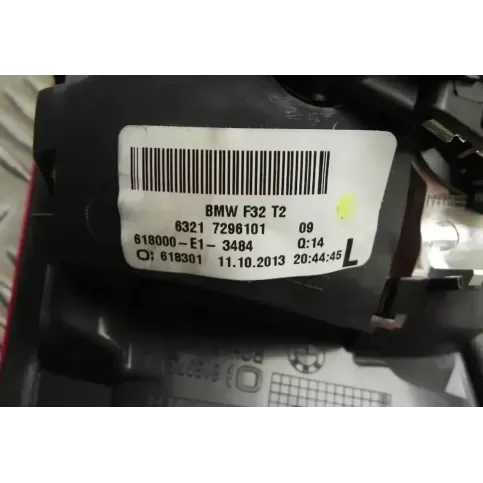 BMW F32 T2
6321 7296101 09
618000-E1-3484 Q:14
O: 618301 11.10.2013 20:44:45 L